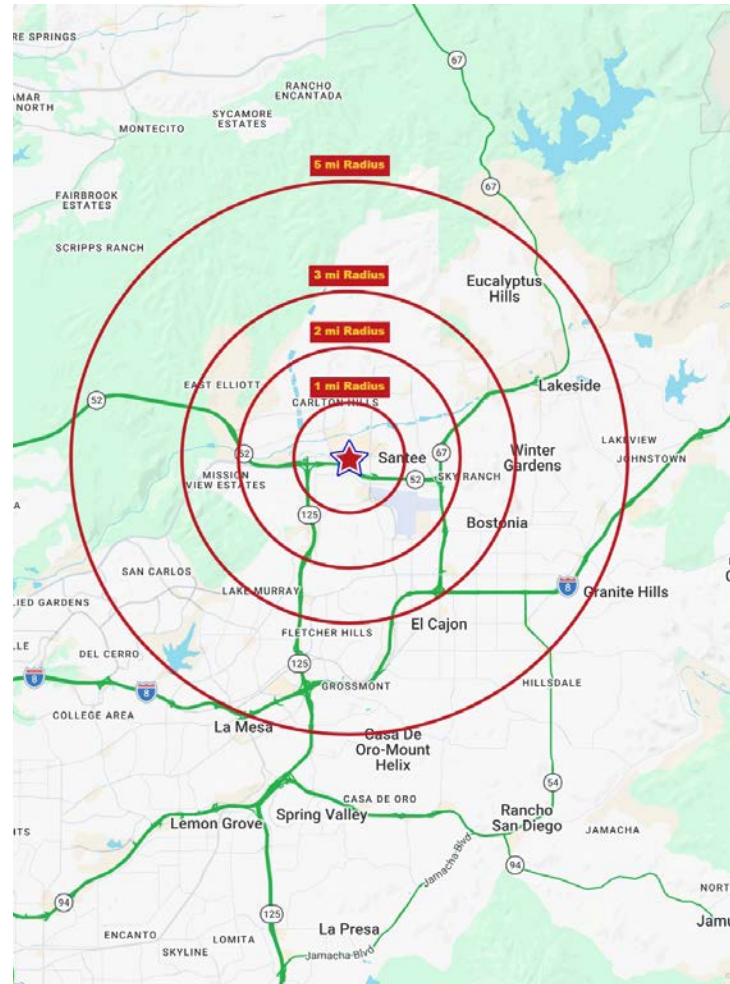 RE SPRINGS
67
RANCHO
ENCANTADA
AMAR
NORTH
SYCAMORE
ESTATES
MONTECITO
5 mi Radius
67
FAIRBROOK
ESTATES
SCRIPPS RANCH
3 mi Radius
Eucalyptus
Hills
2 mi Radius
EAST ELLIOTT
1 mi Radius
Lakeside
52
CARLTON HILLS
52
Santee
67
Winter
Gardens
LAKEVIEW
JOHNSTOWN
MISSION
VIEW ESTATES
52
SKY RANCH
A
125
Bostonia
SAN CARLOS
LAKE MURRAY
8
Granite Hills
LIED GARDENS
El Cajon
FLETCHER HILLS
LLE
DEL CERRO
125
8
8
GROSSMONT
HILLSDALE
COLLEGE AREA
La Mesa
Casa De
Oro-Mount
Helix
54
CASA DE ORO
Spring Valley
Rancho
San Diego
Lemon Grove
JAMACHA
HTS
Jamacha Blvd
94
94
NORT
125
La Presa
Jamu
ENCANTO
LOMITA
SKYLINE
Jamacha Blvd